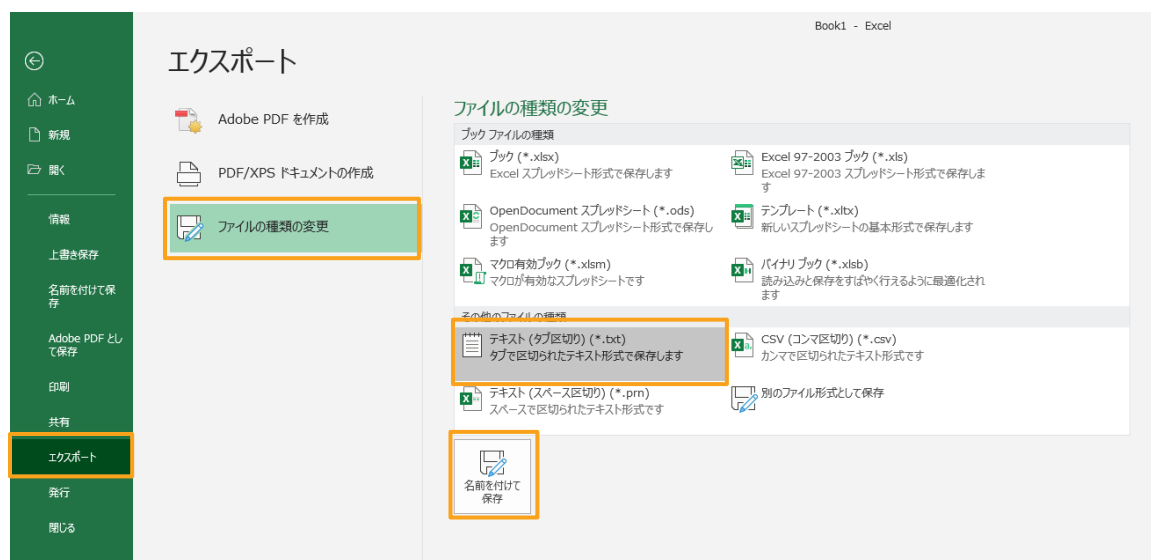 Book1 - Excel
エクスポート
ホーム
新規
開く
情報
上書き保存
名前を付けて保
存
Adobe PDF とし
て保存
印刷
共有
エクスポート
発行
閉じる
Adobe PDF を作成
PDF/XPS ドキュメントの作成
ファイルの種類の変更
ファイルの種類の変更
ブック ファイルの種類
ブック (*.xlsx)
Excel スプレッドシート形式で保存します
Excel 97-2003 ブック (*.xls)
Excel 97-2003 スプレッドシート形式で保存しま
す
OpenDocument スプレッドシート (*.ods)
OpenDocument スプレッドシート形式で保存し
ます
テンプレート (*.xltx)
新しいスプレッドシートの基本形式で保存します
マクロ有効ブック (*.xlsm)
マクロが有効なスプレッドシートです
バイナリ ブック (*.xlsb)
読み込みと保存をすばやく行えるように最適化され
ます
その他のファイルの種類
テキスト (タブ区切り) (*.txt)
タブで区切られたテキスト形式で保存します
CSV (コンマ区切り) (*.csv)
カンマで区切られたテキスト形式です
テキスト (スペース区切り) (*.prn)
スペースで区切られたテキスト形式です
別のファイル形式として保存
名前を付けて
保存